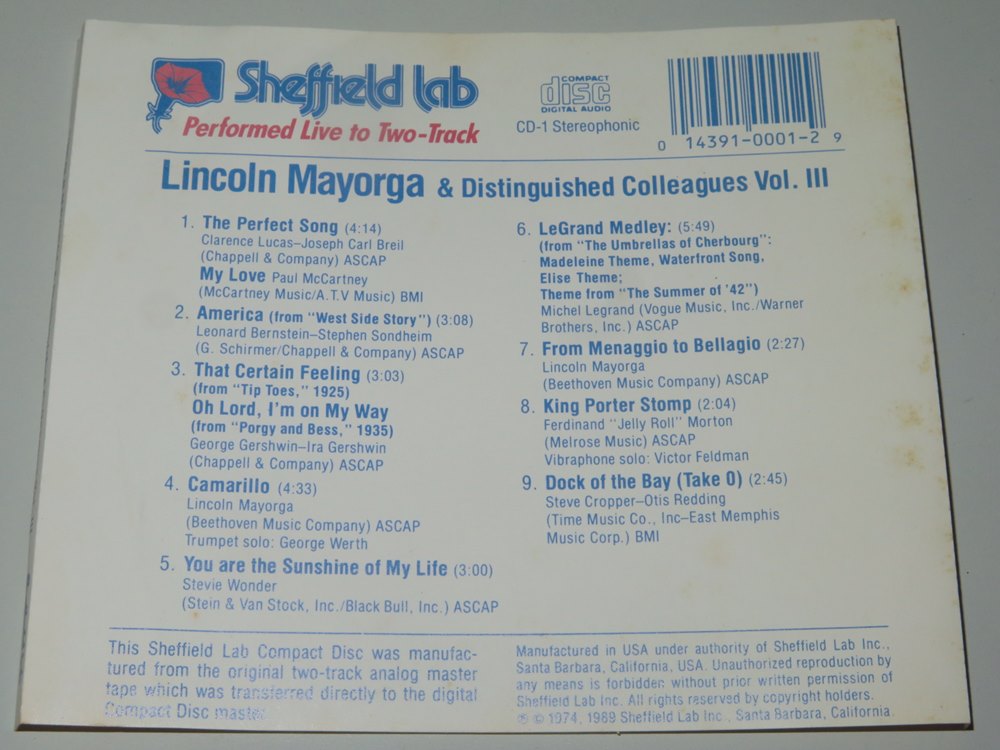 Sheffield Lab
Performed Live to Two-Track
COMPACT
disc
DIGITAL AUDIO
CD-1 Stereophonic
0 14391-0001-2 9
Lincoln Mayorga & Distinguished Colleagues Vol. III
1. The Perfect Song (4:14)
Clarence Lucas–Joseph Carl Breil
(Chappell & Company) ASCAP
My Love Paul McCartney
(McCartney Music/A.T.V Music) BMI
2. America (from “West Side Story”) (3:08)
Leonard Bernstein–Stephen Sondheim
(G. Schirmer/Chappell & Company) ASCAP
3. That Certain Feeling (3:03)
(from “Tip Toes,” 1925)
Oh Lord, I'm on My Way
(from “Porgy and Bess,” 1935)
George Gershwin–Ira Gershwin
(Chappell & Company) ASCAP
4. Camarillo (4:33)
Lincoln Mayorga
(Beethoven Music Company) ASCAP
Trumpet solo: George Werth
5. You are the Sunshine of My Life (3:00)
Stevie Wonder
(Stein & Van Stock, Inc./Black Bull, Inc.) ASCAP
6. LeGrand Medley: (5:49)
(from “The Umbrellas of Cherbourg”:
Madeleine Theme, Waterfront Song,
Elise Theme;
Theme from “The Summer of '42”)
Michel Legrand (Vogue Music, Inc./Warner
Brothers, Inc.) ASCAP
7. From Menaggio to Bellagio (2:27)
Lincoln Mayorga
(Beethoven Music Company) ASCAP
8. King Porter Stomp (2:04)
Ferdinand “Jelly Roll” Morton
(Melrose Music) ASCAP
Vibraphone solo: Victor Feldman
9. Dock of the Bay (Take 0) (2:45)
Steve Cropper–Otis Redding
(Time Music Co., Inc–East Memphis
Music Corp.) BMI
This Sheffield Lab Compact Disc was manufac-
tured from the original two-track analog master
tape which was transferred directly to the digital
Compact Disc master.
Manufactured in USA under authority of Sheffield Lab Inc.,
Santa Barbara, California, USA. Unauthorized reproduction by
any means is forbidden without prior written permission of
Sheffield Lab Inc. All rights reserved by copyright holders.
℗ © 1974, 1989 Sheffield Lab Inc., Santa Barbara, California.